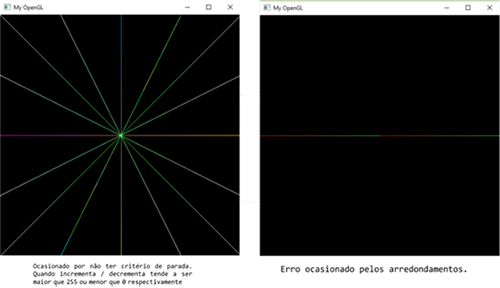 My OpenGL
My OpenGL
Ocasionado por não ter critério de parada.
Quando incrementa / decrementa tende a ser
maior que 255 ou menor que 0 respectivamente
Erro ocasionado pelos arredondamentos.